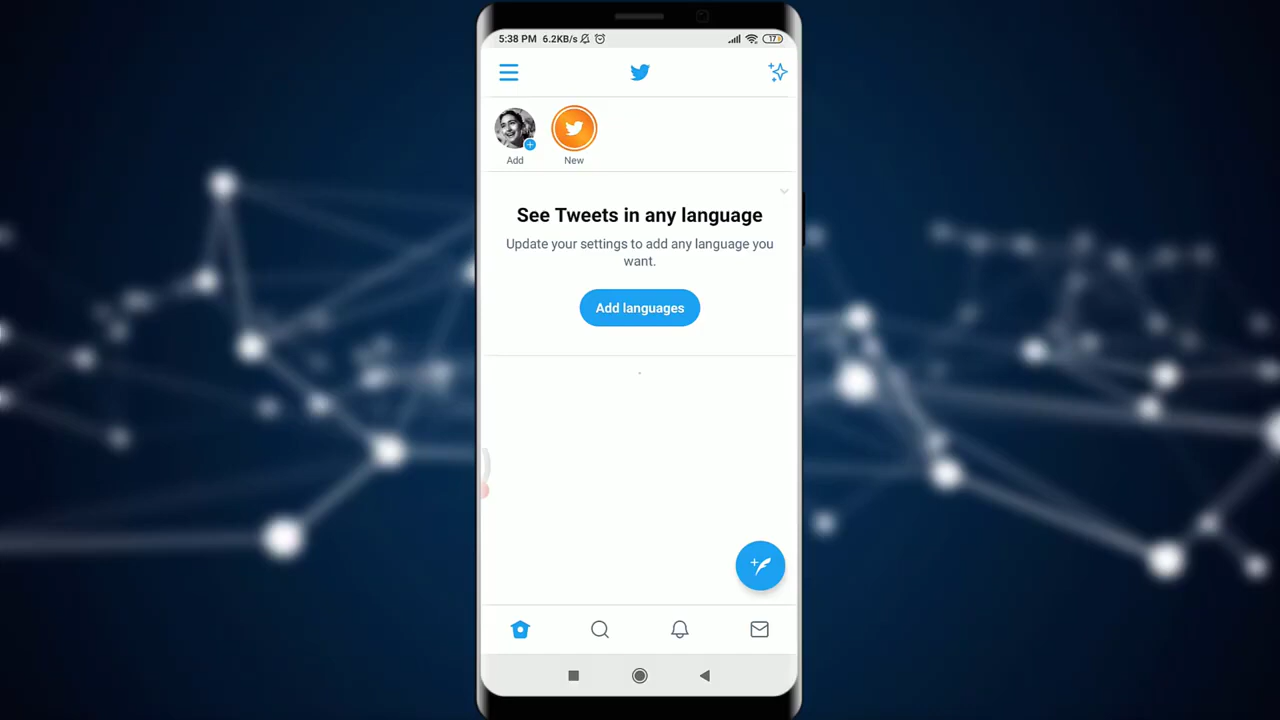 5:38 PM 6.2KB/s 17
Add
New
See Tweets in any language
Update your settings to add any language you
want.
Add languages